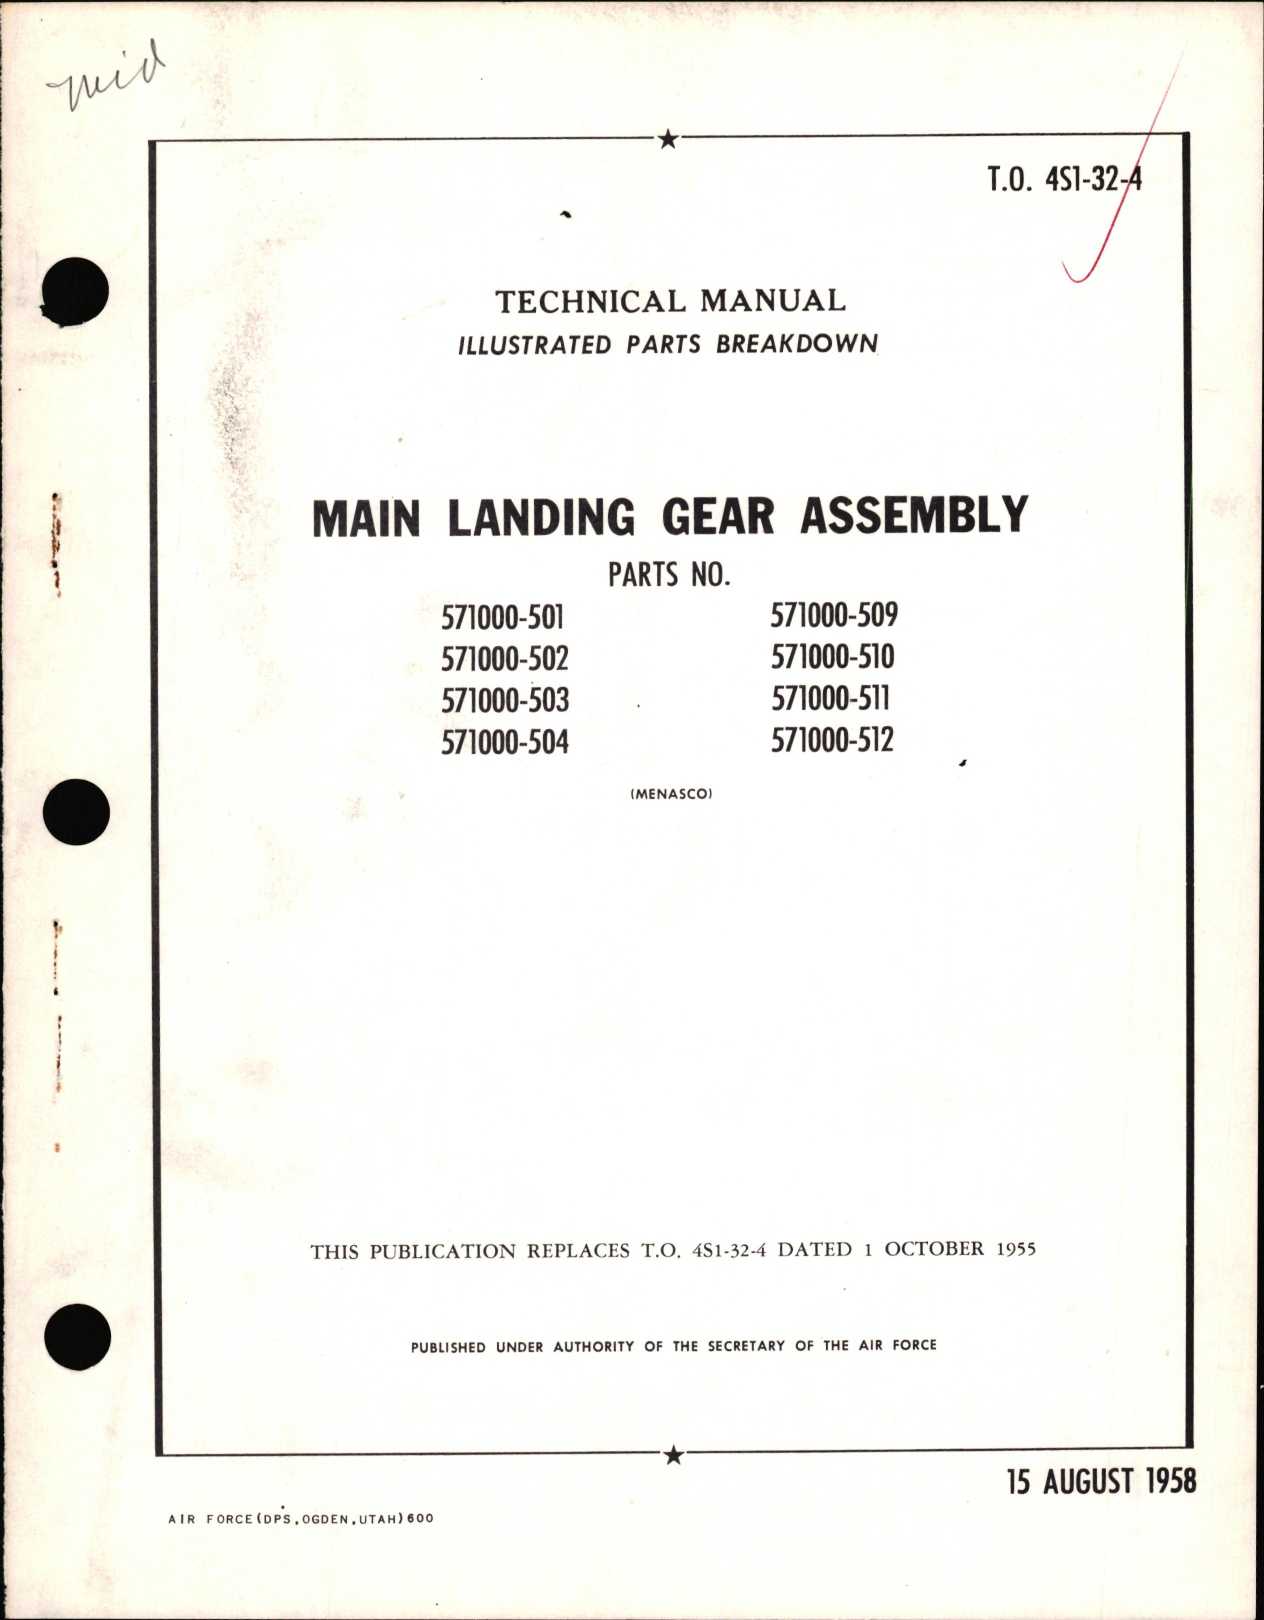 mid
T.O. 4S1-32-4
TECHNICAL MANUAL
ILLUSTRATED PARTS BREAKDOWN
MAIN LANDING GEAR ASSEMBLY
PARTS NO.
571000-501 571000-509
571000-502 571000-510
571000-503 571000-511
571000-504 571000-512
(MENASCO)
THIS PUBLICATION REPLACES T.O. 4S1-32-4 DATED 1 OCTOBER 1955
PUBLISHED UNDER AUTHORITY OF THE SECRETARY OF THE AIR FORCE
15 AUGUST 1958
AIR FORCE(DPS,OGDEN,UTAH)600